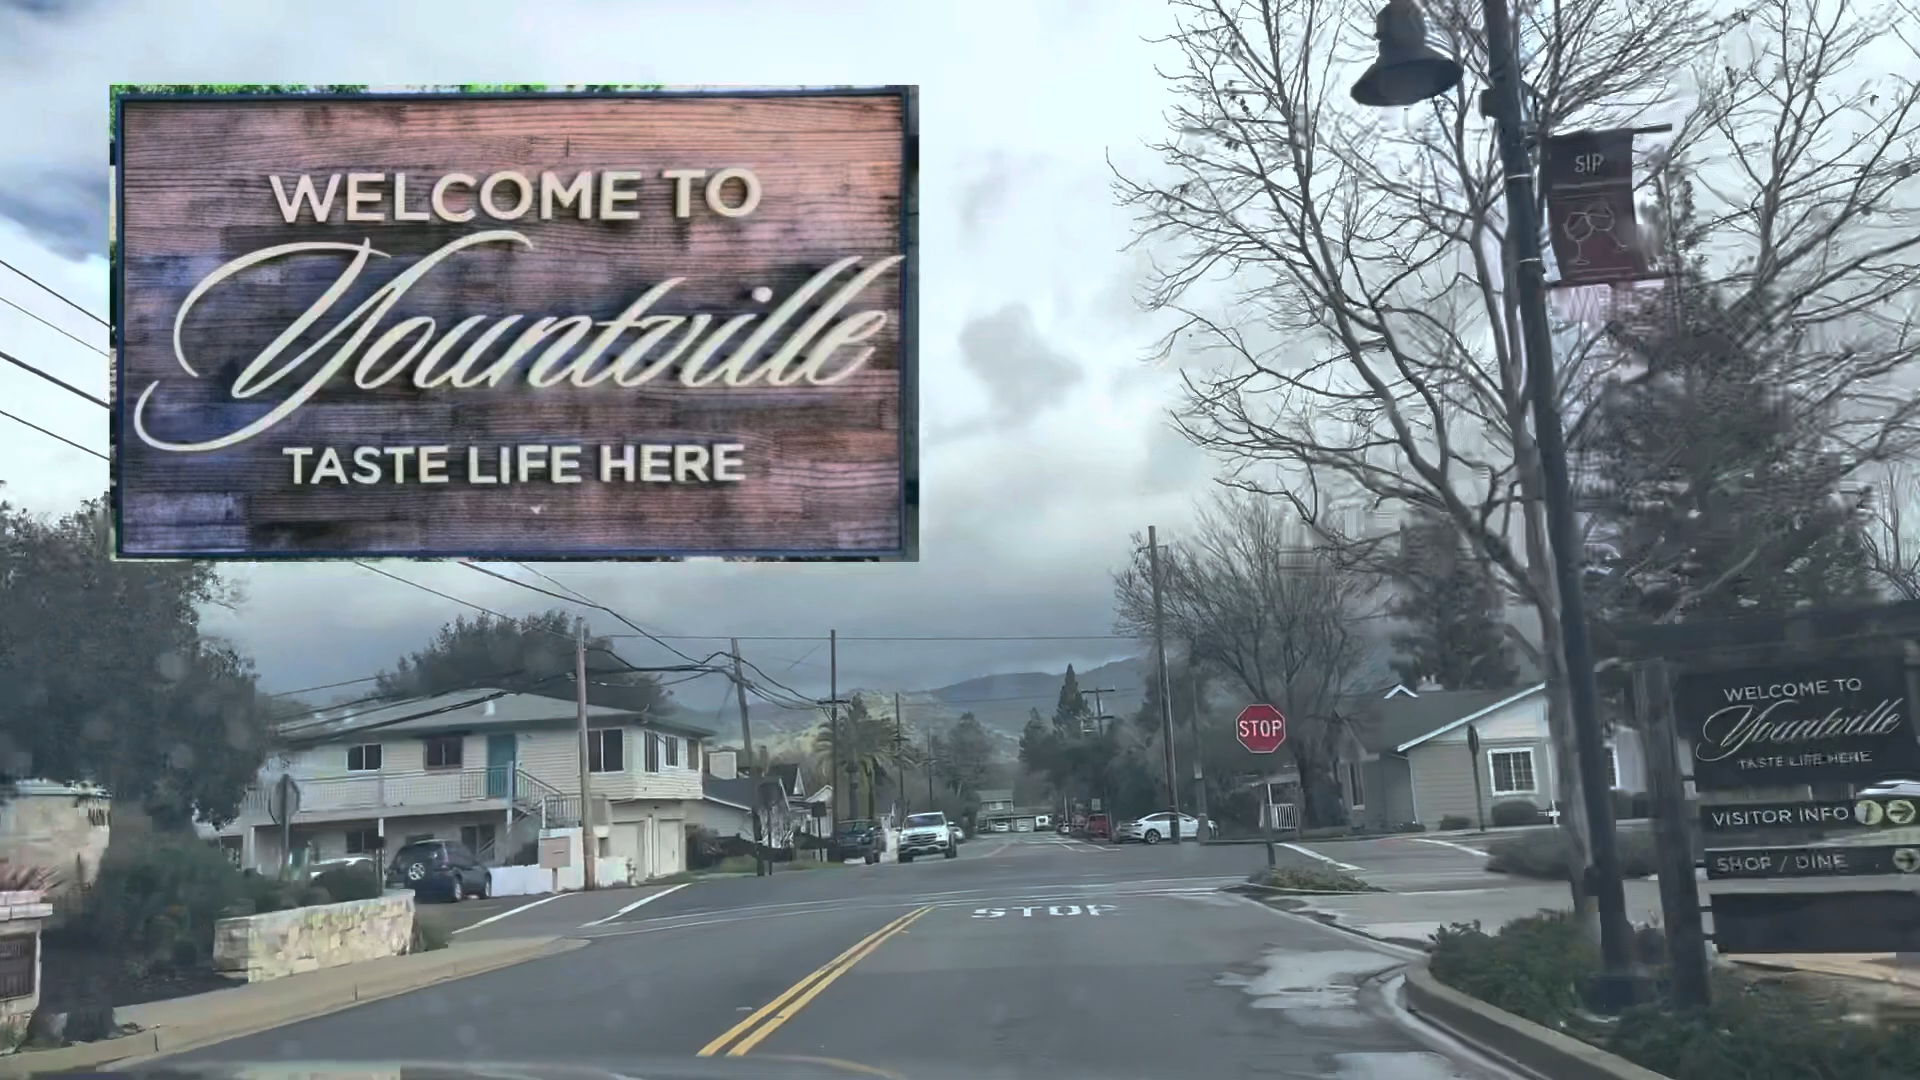 WELCOME TO
Yountville
TASTE LIFE HERE
SIP
STOP
STOP
WELCOME TO
Yountville
TASTE LIFE HERE
VISITOR INFO
SHOP / DINE